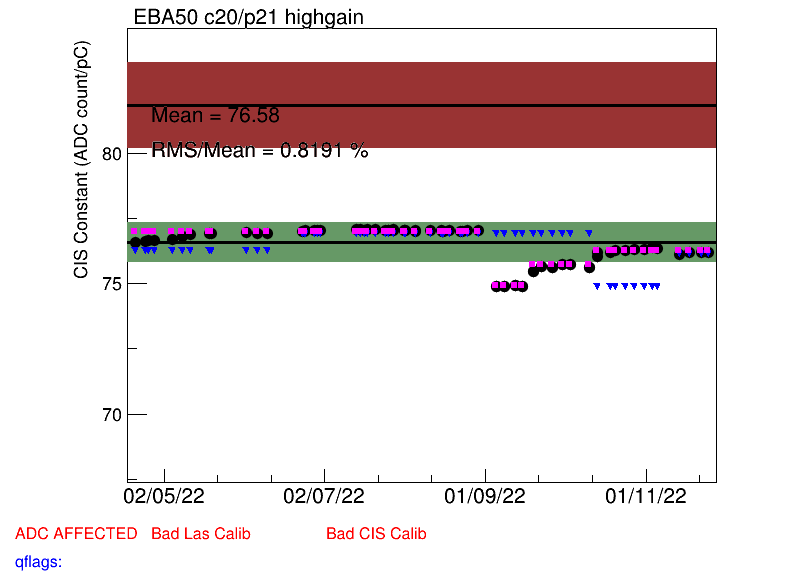 EBA50 c20/p21 highgain
CIS Constant (ADC count/pC)
Mean = 76.58
RMS/Mean = 0.8191 %
80
75
70
02/05/22 02/07/22 01/09/22 01/11/22
ADC AFFECTED Bad Las Calib Bad CIS Calib
qflags: